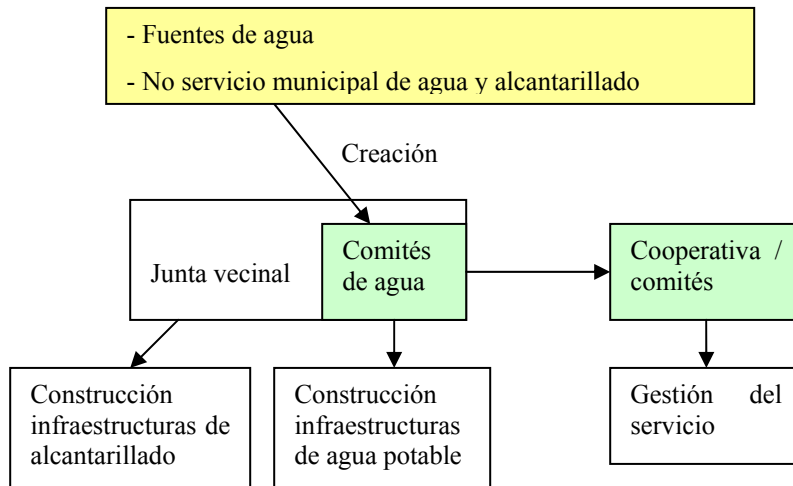 - Fuentes de agua
- No servicio municipal de agua y alcantarillado
Creación
Junta vecinal
Comités
de agua
Cooperativa /
comités
Construcción
infraestructuras de
alcantarillado
Construcción
infraestructuras
de agua potable
Gestión del
servicio